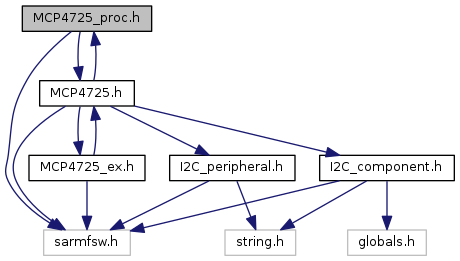 MCP4725_proc.h
MCP4725.h
MCP4725_ex.h
I2C_peripheral.h
I2C_component.h
sarmfsw.h
string.h
globals.h